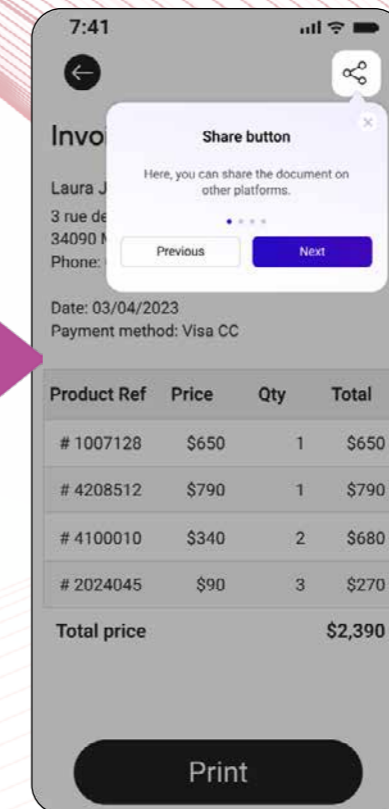 7:41
Share button
Here, you can share the document on
other platforms.
Previous Next
Invoi
Laura J
3 rue de
34090
Phone:
Date: 03/04/2023
Payment method: Visa CC
Product Ref Price Qty Total
# 1007128 $650 1 $650
# 4208512 $790 1 $790
# 4100010 $340 2 $680
# 2024045 $90 3 $270
Total price $2,390
Print